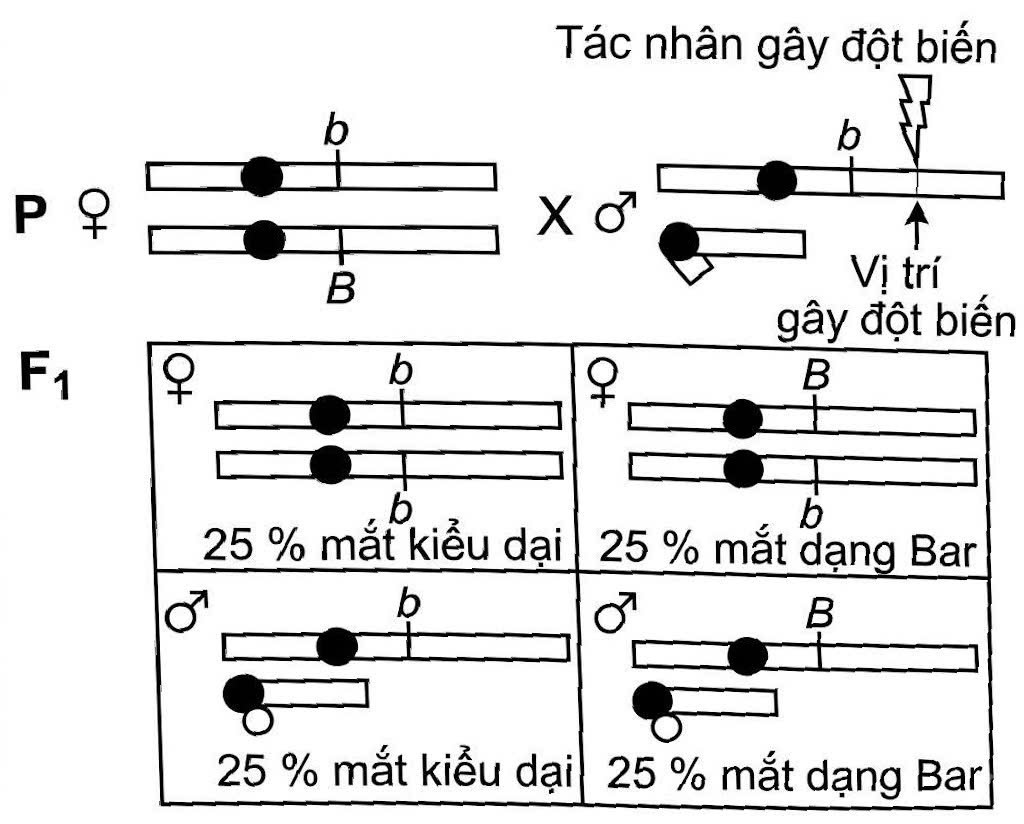 Tác nhân gây đột biến
b b
P ♀ X ♂
B Vị trí
gây đột biến
F₁
♀ b ♀ B
b b
25 % mắt kiểu dại 25 % mắt dạng Bar
♂ b ♂ B
25 % mắt kiểu dại 25 % mắt dạng Bar